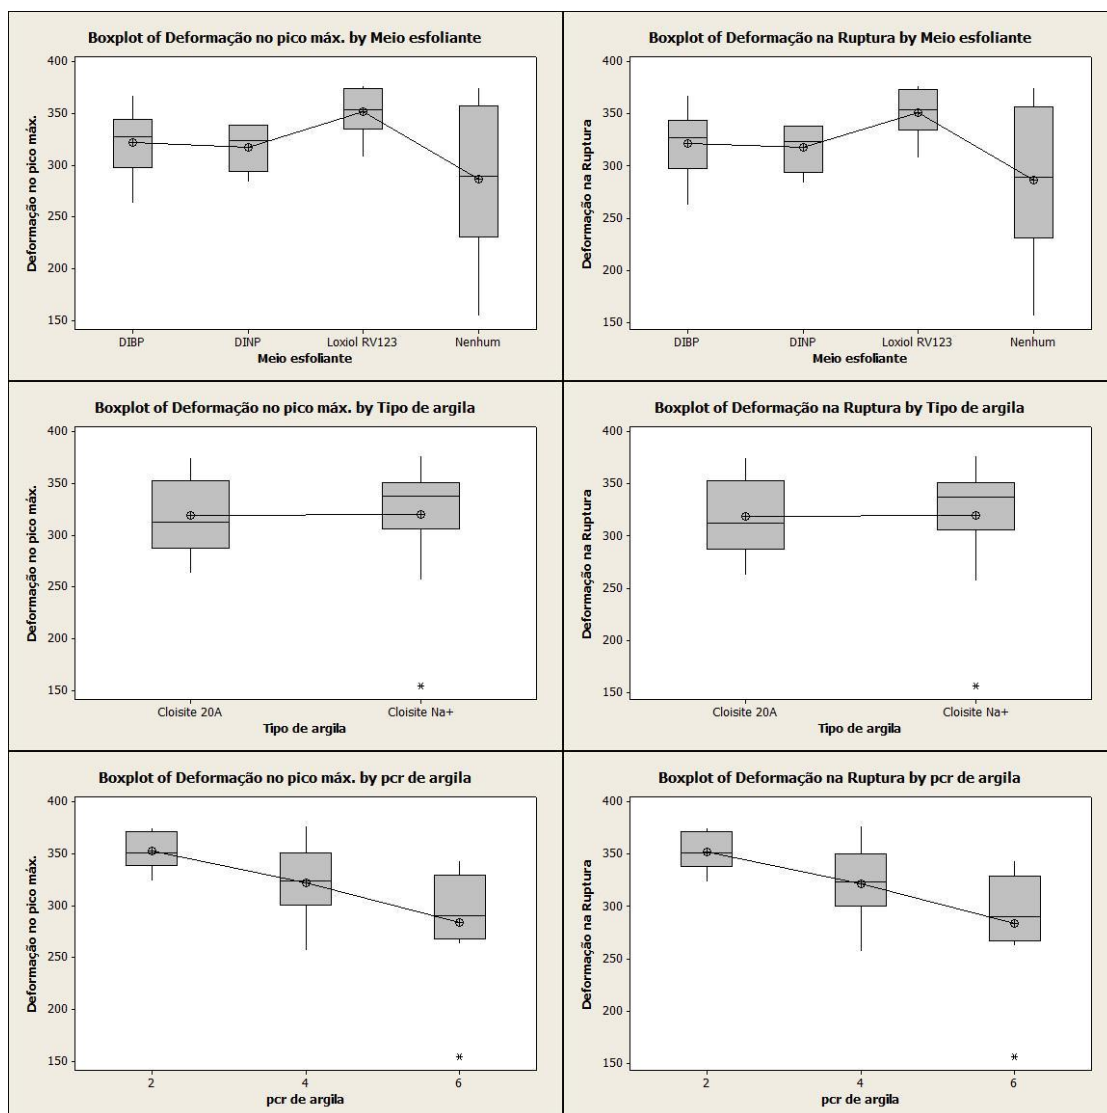 Boxplot of Deformação no pico máx. by Meio esfoliante
Deformação no pico máx.
400
350
300
250
200
150
DIBP DINP Loxiol RV123 Nenhum
Meio esfoliante
Boxplot of Deformação na Ruptura by Meio esfoliante
Deformação na Ruptura
400
350
300
250
200
150
DIBP DINP Loxiol RV123 Nenhum
Meio esfoliante
Boxplot of Deformação no pico máx. by Tipo de argila
Deformação no pico máx.
400
350
300
250
200
150
*
Cloisite 20A Cloisite Na+
Tipo de argila
Boxplot of Deformação na Ruptura by Tipo de argila
Deformação na Ruptura
400
350
300
250
200
150
*
Cloisite 20A Cloisite Na+
Tipo de argila
Boxplot of Deformação no pico máx. by pcr de argila
Deformação no pico máx.
400
350
300
250
200
150
*
2 4 6
pcr de argila
Boxplot of Deformação na Ruptura by pcr de argila
Deformação na Ruptura
400
350
300
250
200
150
*
2 4 6
pcr de argila